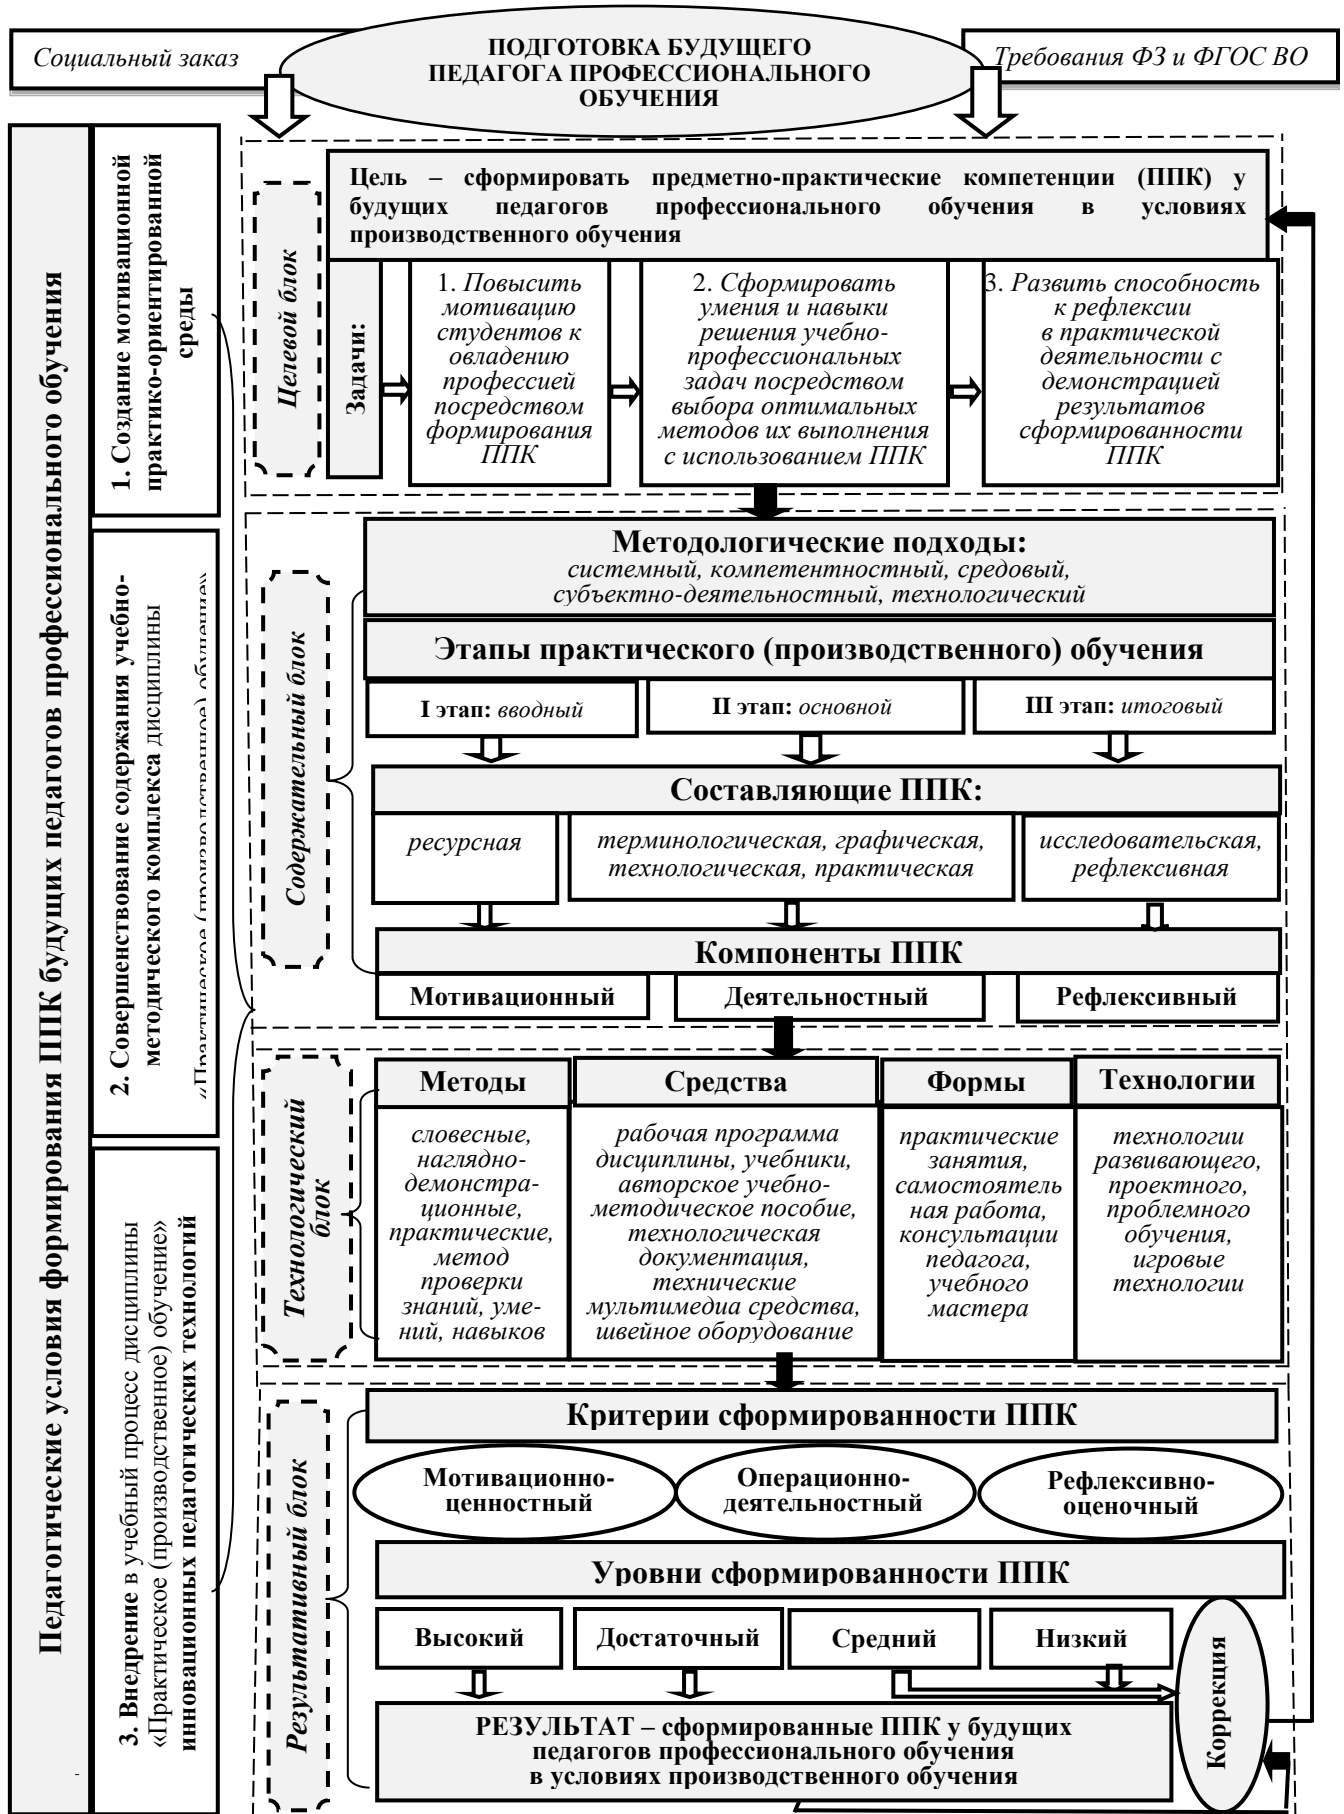 Социальный заказ
ПОДГОТОВКА БУДУЩЕГО
ПЕДАГОГА ПРОФЕССИОНАЛЬНОГО
ОБУЧЕНИЯ
Требования ФЗ и ФГОС ВО
Педагогические условия формирования ППК будущих педагогов профессионального обучения
1. Создание мотивационной
практико-ориентированной
среды
2. Совершенствование содержания учебно-
методического комплекса дисциплины
«Практическое (производственное) обучение»
3. Внедрение в учебный процесс дисциплины
«Практическое (производственное) обучение»
инновационных педагогических технологий
Целевой блок
Цель – сформировать предметно-практические компетенции (ППК) у
будущих педагогов профессионального обучения в условиях
производственного обучения
Задачи:
1. Повысить
мотивацию
студентов к
овладению
профессией
посредством
формирования
ППК
2. Сформировать
умения и навыки
решения учебно-
профессиональных
задач посредством
выбора оптимальных
методов их выполнения
с использованием ППК
3. Развить способность
к рефлексии
в практической
деятельности с
демонстрацией
результатов
сформированности
ППК
Содержательный блок
Методологические подходы:
системный, компетентностный, средовый,
субъектно-деятельностный, технологический
Этапы практического (производственного) обучения
I этап: вводный
II этап: основной
III этап: итоговый
Составляющие ППК:
ресурсная
терминологическая, графическая,
технологическая, практическая
исследовательская,
рефлексивная
Компоненты ППК
Мотивационный
Деятельностный
Рефлексивный
Технологический
блок
Методы
Средства
Формы
Технологии
словесные,
наглядно-
демонстра-
ционные,
практические,
метод
проверки
знаний, уме-
ний, навыков
рабочая программа
дисциплины, учебники,
авторское учебно-
методическое пособие,
технологическая
документация,
технические
мультимедиа средства,
швейное оборудование
практические
занятия,
самостоятель
ная работа,
консультации
педагога,
учебного
мастера
технологии
развивающего,
проектного,
проблемного
обучения,
игровые
технологии
Результативный блок
Критерии сформированности ППК
Мотивационно-
ценностный
Операционно-
деятельностный
Рефлексивно-
оценочный
Уровни сформированности ППК
Высокий
Достаточный
Средний
Низкий
Коррекция
РЕЗУЛЬТАТ – сформированные ППК у будущих
педагогов профессионального обучения
в условиях производственного обучения